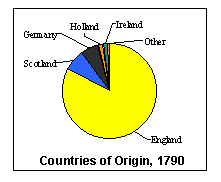 Ireland
Holland
Germany
Other
Scotland
England
Countries of Origin, 1790